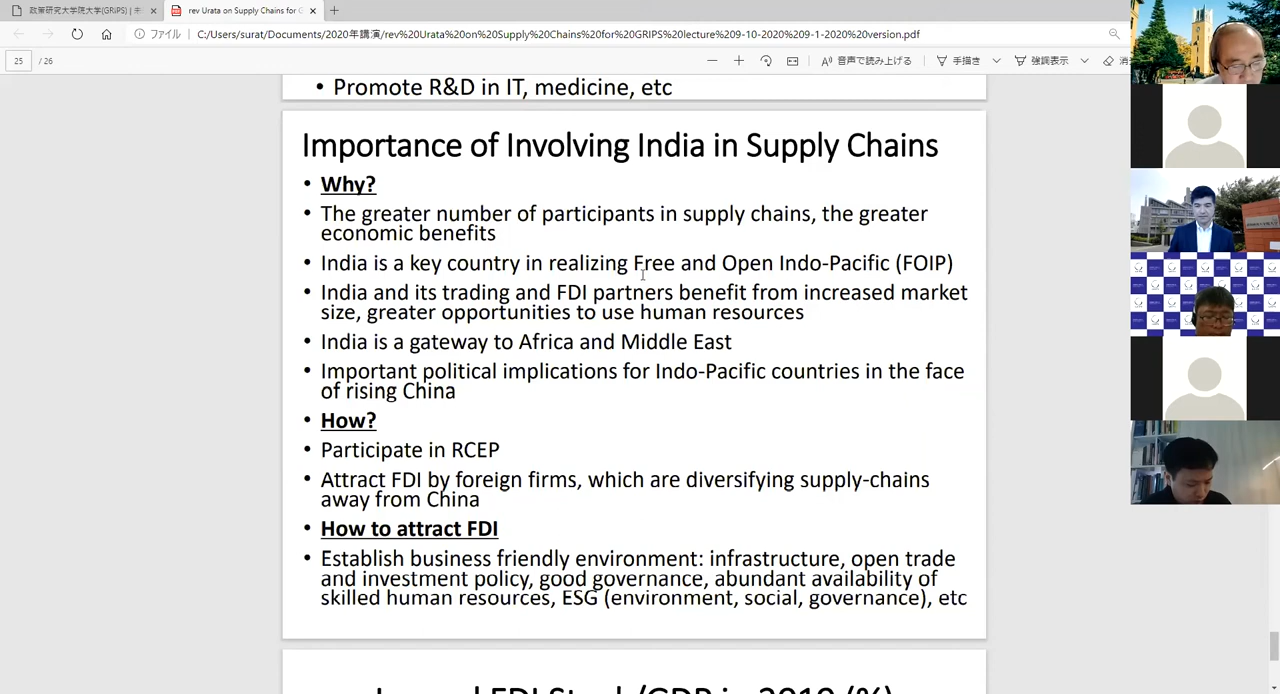 政策研究大学院大学(GRIPS) | 未
rev Urata on Supply Chains for G
ファイル | C:/Users/surat/Documents/2020年講演/rev%20Urata%20on%20Supply%20Chains%20for%20GRIPS%20lecture%209-10-2020%209-1-2020%20version.pdf
25 / 26
音声で読み上げる 手描き 強調表示
• Promote R&D in IT, medicine, etc
Importance of Involving India in Supply Chains
• Why?
• The greater number of participants in supply chains, the greater
economic benefits
• India is a key country in realizing Free and Open Indo-Pacific (FOIP)
• India and its trading and FDI partners benefit from increased market
size, greater opportunities to use human resources
• India is a gateway to Africa and Middle East
• Important political implications for Indo-Pacific countries in the face
of rising China
• How?
• Participate in RCEP
• Attract FDI by foreign firms, which are diversifying supply-chains
away from China
• How to attract FDI
• Establish business friendly environment: infrastructure, open trade
and investment policy, good governance, abundant availability of
skilled human resources, ESG (environment, social, governance), etc
FDI Stock/GDP in 2019 (%)